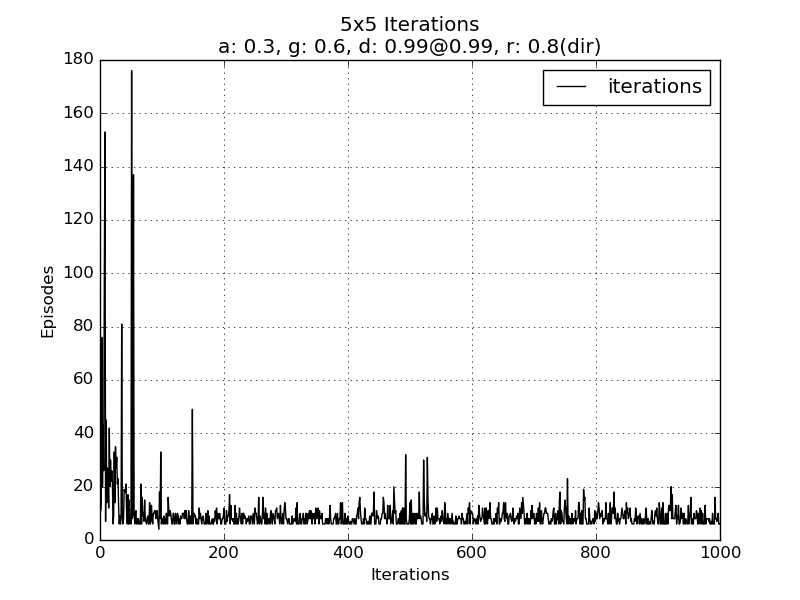 5x5 Iterations
a: 0.3, g: 0.6, d: 0.99@0.99, r: 0.8(dir)
iterations
180
160
140
120
100
80
60
40
20
0
Episodes
0 200 400 600 800 1000
Iterations